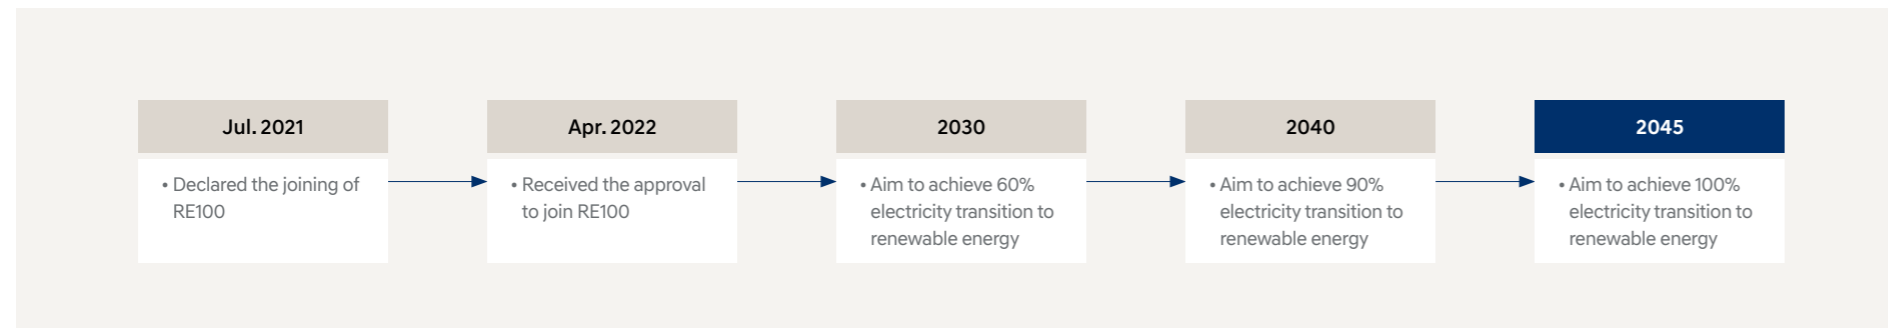 Jul. 2021
• Declared the joining of
RE100
Apr. 2022
• Received the approval
to join RE100
2030
• Aim to achieve 60%
electricity transition to
renewable energy
2040
• Aim to achieve 90%
electricity transition to
renewable energy
2045
• Aim to achieve 100%
electricity transition to
renewable energy